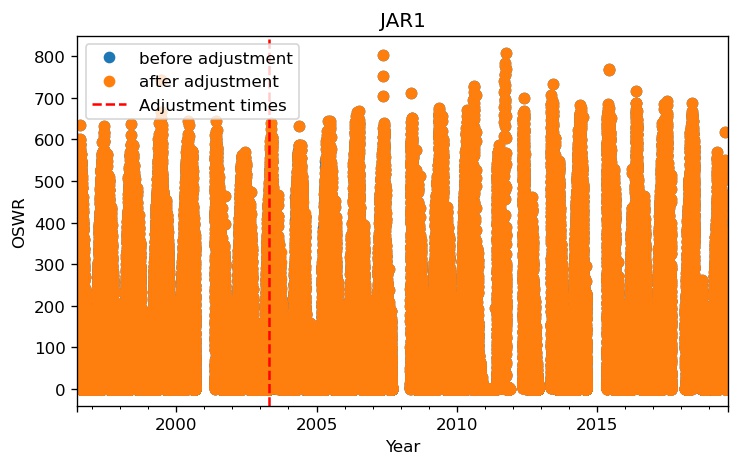 JAR1
before adjustment
after adjustment
Adjustment times
OSWR
800
700
600
500
400
300
200
100
0
2000
2005
2010
2015
Year